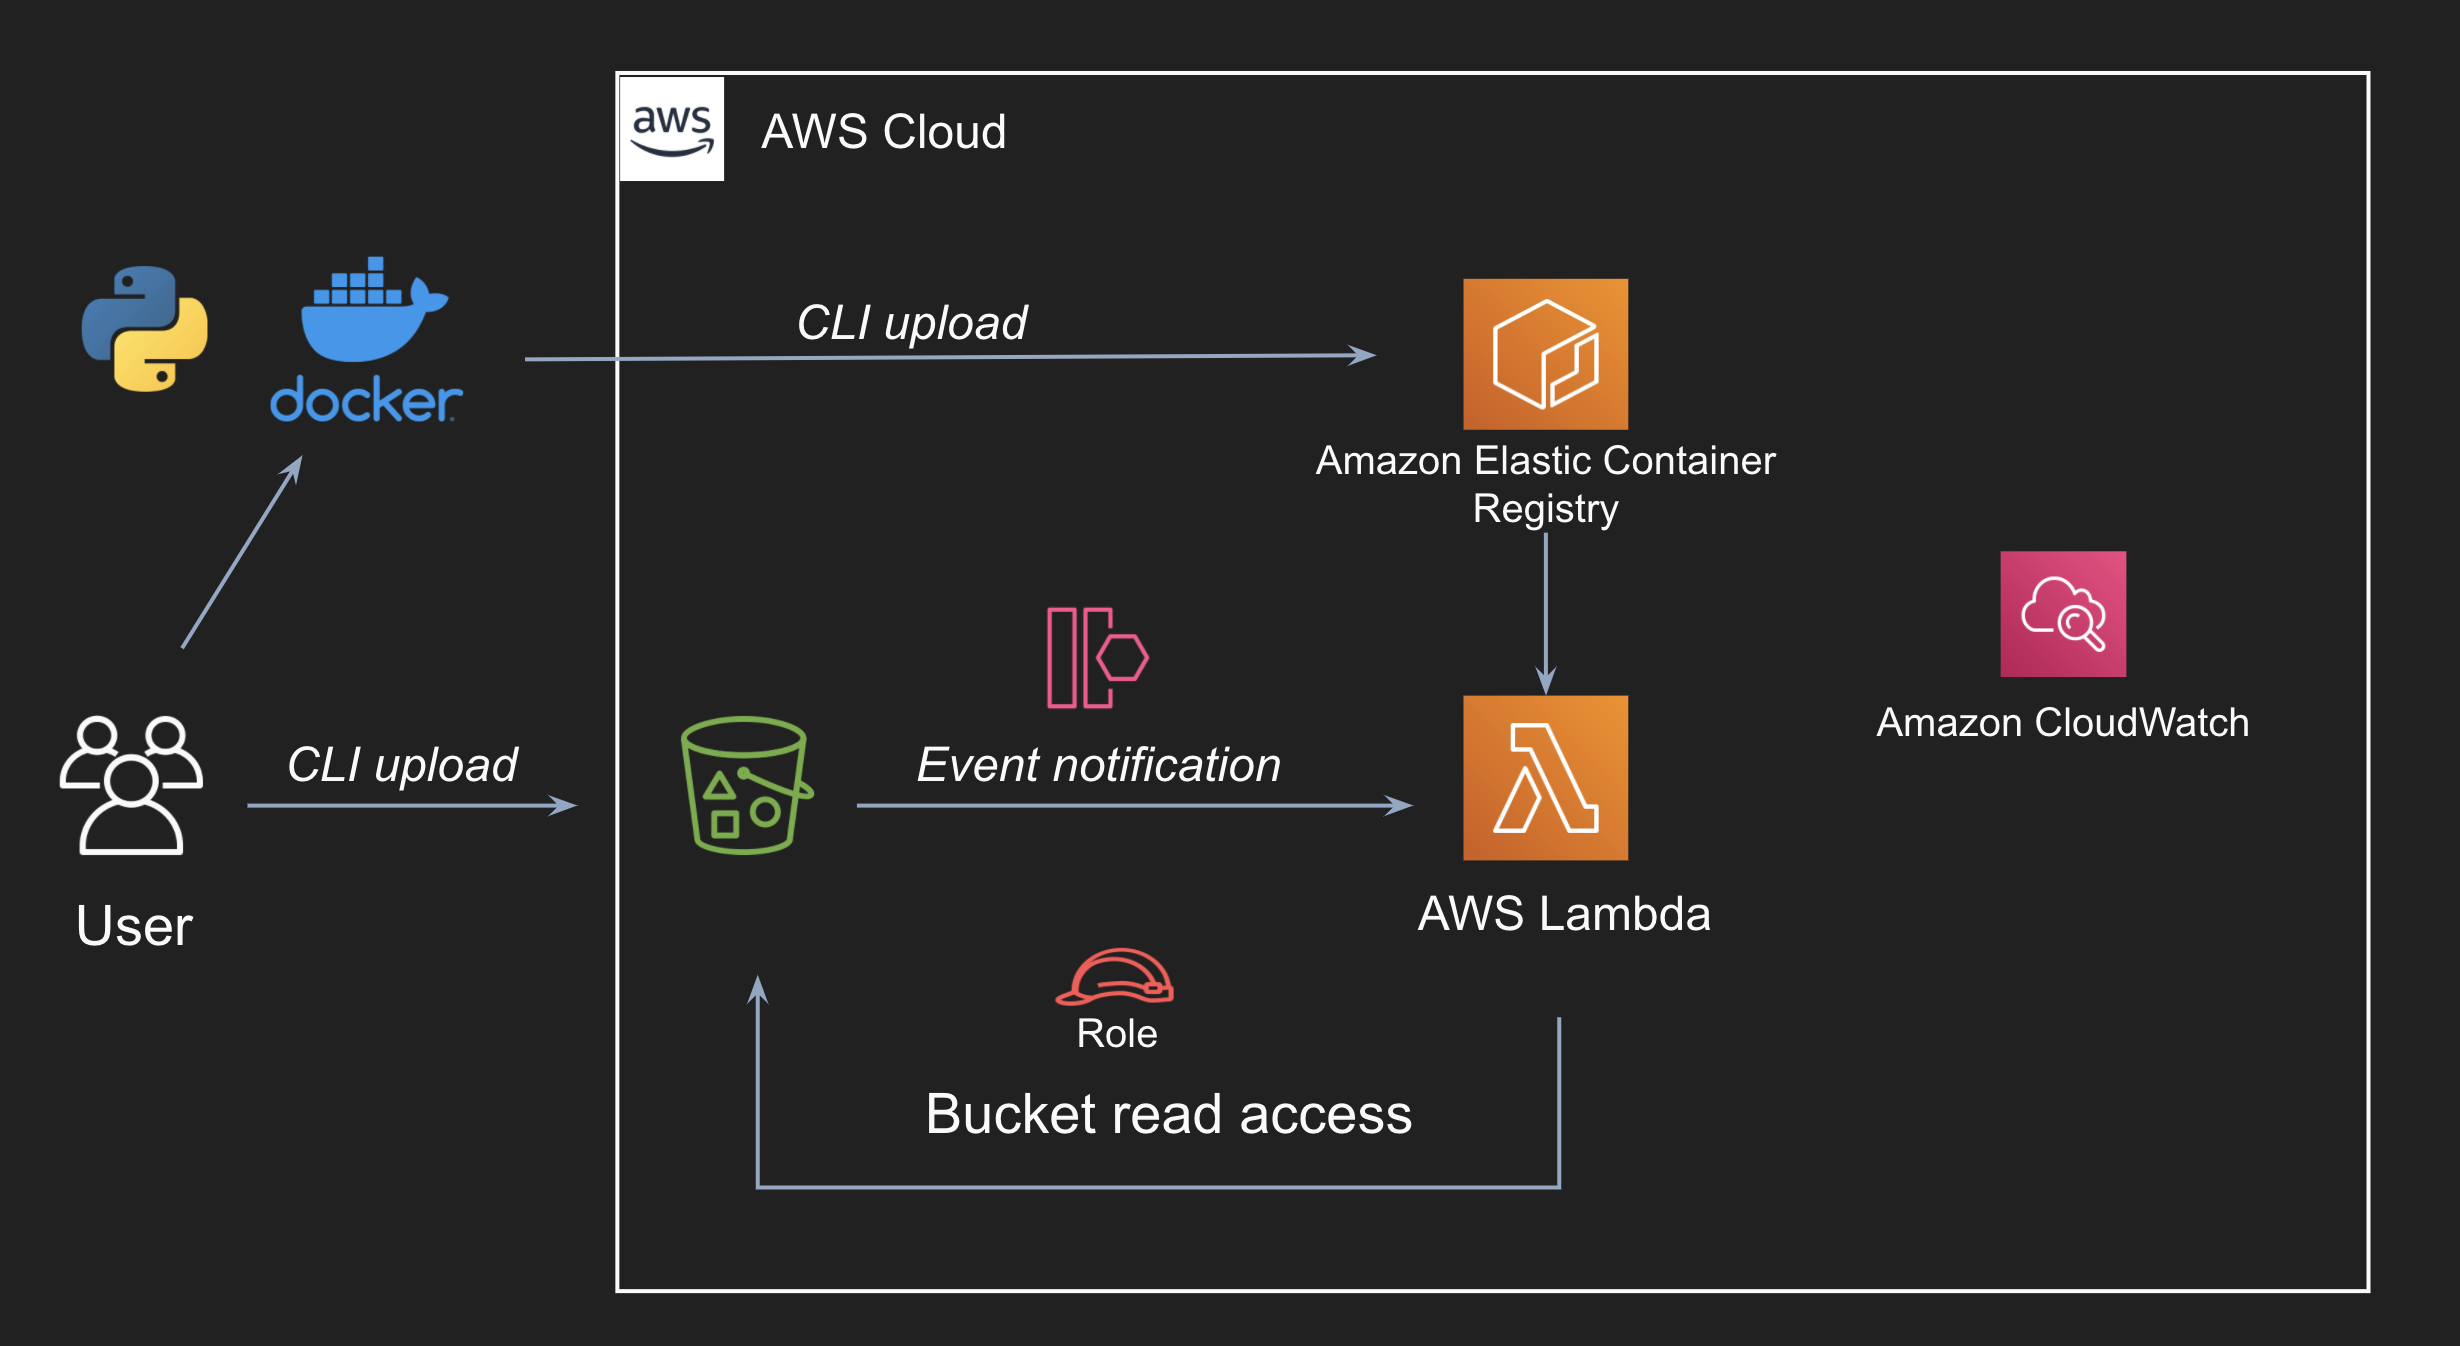 aws
AWS Cloud
docker
CLI upload
Amazon Elastic Container
Registry
Amazon CloudWatch
CLI upload
Event notification
User
AWS Lambda
Role
Bucket read access